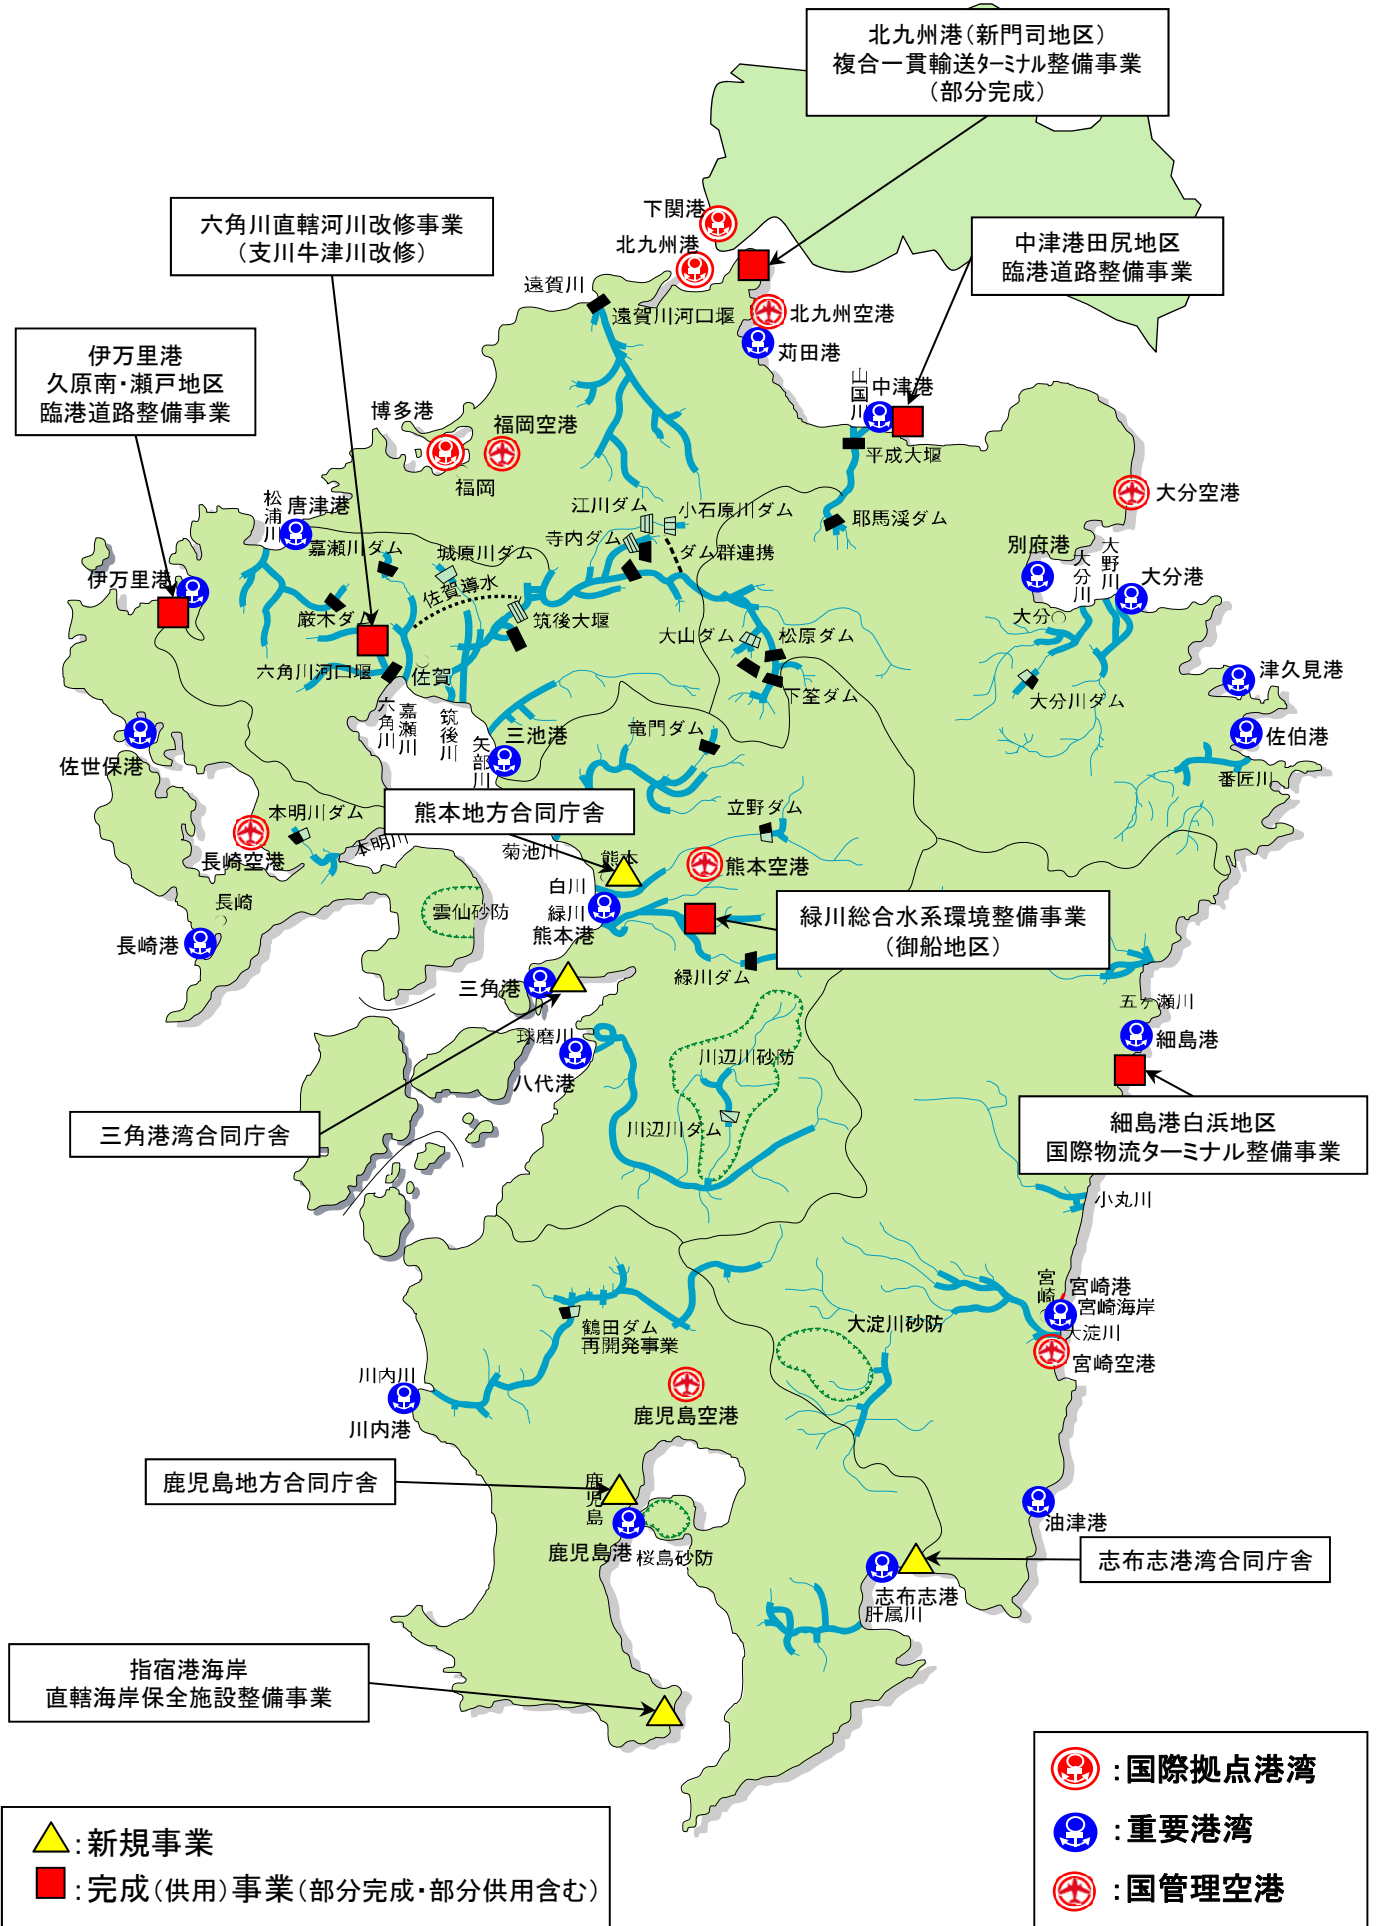 北九州港（新門司地区）
複合一貫輸送ターミナル整備事業
（部分完成）
六角川直轄河川改修事業
（支川牛津川改修）
下関港
北九州港
中津港田尻地区
臨港道路整備事業
遠賀川
遠賀川河口堰
北九州空港
苅田港
伊万里港
久原南・瀬戸地区
臨港道路整備事業
山国川
中津港
博多港
福岡空港
福岡
平成大堰
大分空港
松浦川
唐津港
江川ダム
小石原川ダム
耶馬渓ダム
嘉瀬川ダム
城原川ダム
寺内ダム
ダム群連携
別府港
大分川
大野川
大分港
伊万里港
佐賀導水
厳木ダム
筑後大堰
大山ダム
松原ダム
大分
六角川河口堰
佐賀
下筌ダム
大分川ダム
津久見港
六角川
嘉瀬川
筑後川
矢部川
三池港
竜門ダム
佐伯港
佐世保港
番匠川
本明川ダム
本明川
熊本地方合同庁舎
立野ダム
長崎空港
菊池川
熊本
熊本空港
長崎
雲仙砂防
白川
緑川
熊本港
緑川総合水系環境整備事業
（御船地区）
長崎港
緑川ダム
三角港
五ヶ瀬川
球磨川
細島港
川辺川砂防
八代港
川辺川ダム
三角港湾合同庁舎
細島港白浜地区
国際物流ターミナル整備事業
小丸川
宮崎
宮崎港
宮崎海岸
大淀川
鶴田ダム
再開発事業
大淀川砂防
宮崎空港
川内川
川内港
鹿児島空港
鹿児島地方合同庁舎
鹿児島
鹿児島港
桜島砂防
油津港
志布志港湾合同庁舎
志布志港
肝属川
指宿港海岸
直轄海岸保全施設整備事業
：国際拠点港湾
：重要港湾
：国管理空港
：新規事業
：完成（供用）事業（部分完成・部分供用含む）